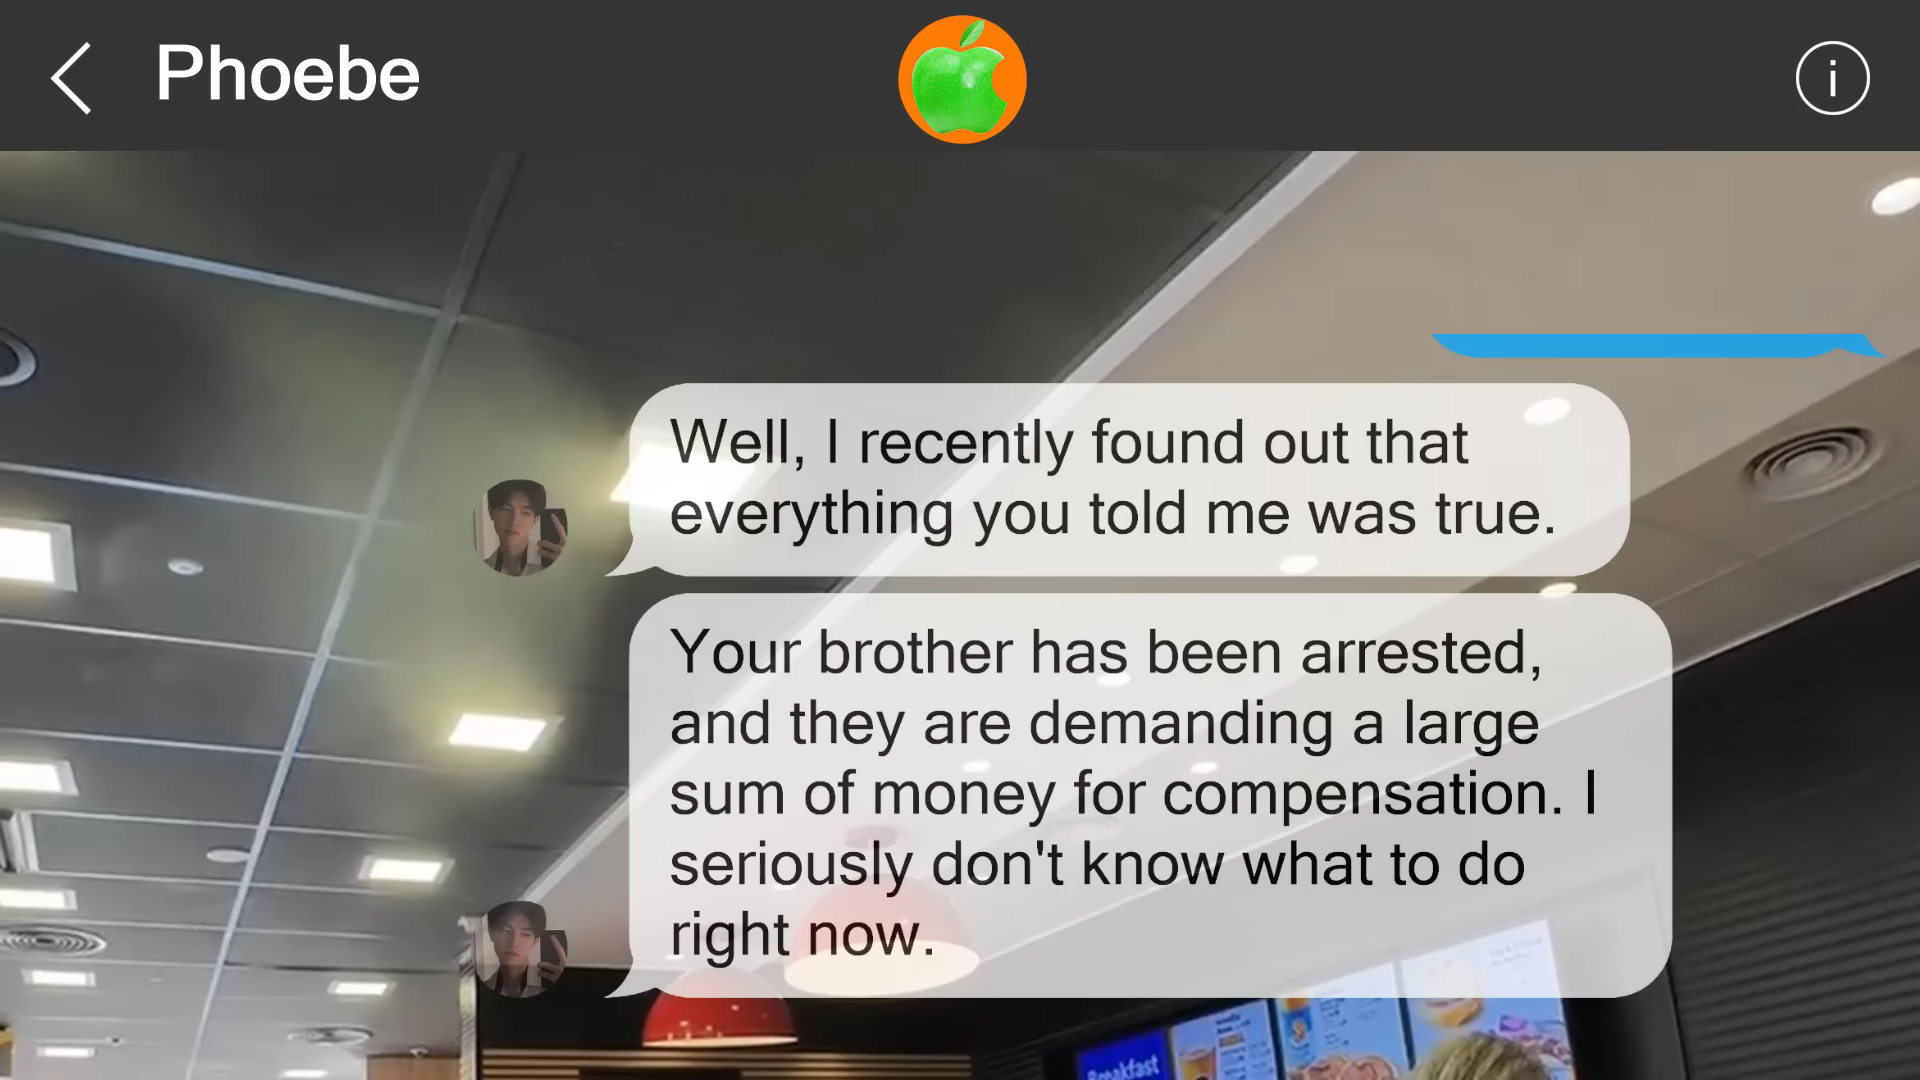 Phoebe
Well, I recently found out that
everything you told me was true.
Your brother has been arrested,
and they are demanding a large
sum of money for compensation. I
seriously don't know what to do
right now.
Breakfast